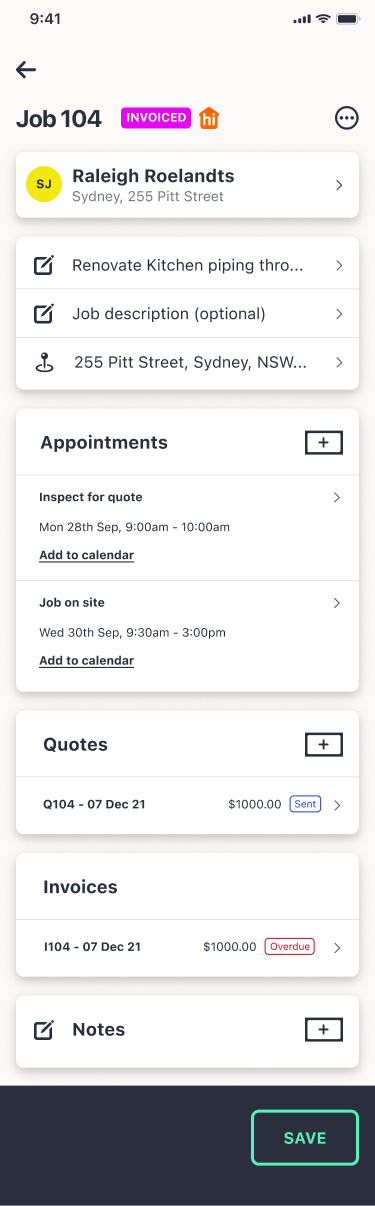 9:41
Job 104 INVOICED hi
SJ Raleigh Roelandts
Sydney, 255 Pitt Street
Renovate Kitchen piping thro...
Job description (optional)
255 Pitt Street, Sydney, NSW...
Appointments +
Inspect for quote
Mon 28th Sep, 9:00am - 10:00am
Add to calendar
Job on site
Wed 30th Sep, 9:30am - 3:00pm
Add to calendar
Quotes +
Q104 - 07 Dec 21 $1000.00 Sent
Invoices
I104 - 07 Dec 21 $1000.00 Overdue
Notes +
SAVE